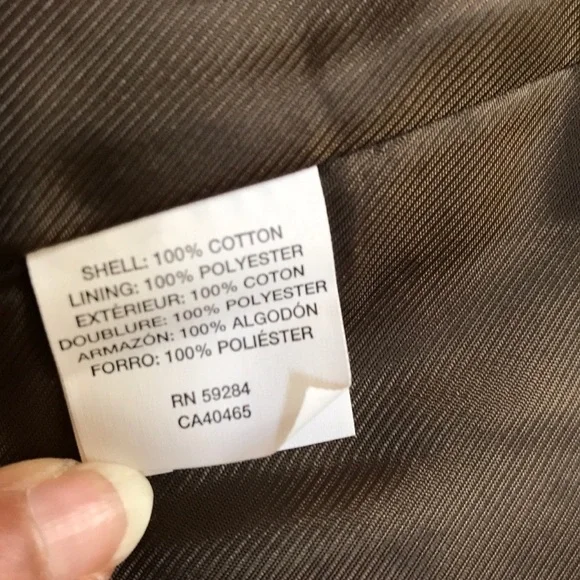 SHELL: 100% COTTON
LINING: 100% POLYESTER
EXTÉRIEUR: 100% COTON
DOUBLURE: 100% POLYESTER
ARMAZÓN: 100% ALGODÓN
FORRO: 100% POLIÉSTER
RN 59284
CA40465